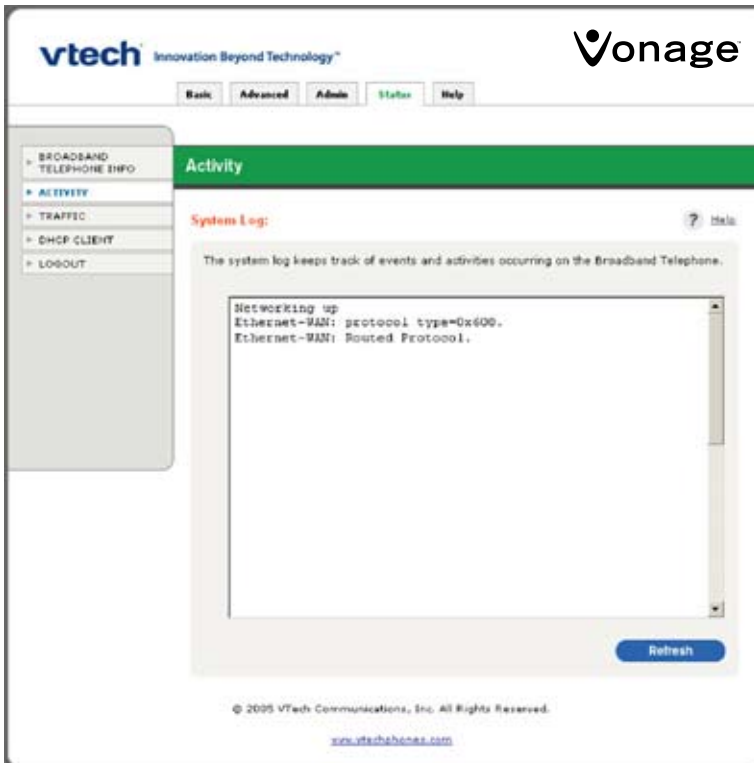 vtech Innovation Beyond Technology™
Vonage
Basic Advanced Admin Status Help
BROADBAND
TELEPHONE INFO
ACTIVITY
TRAFFIC
DHCP CLIENT
LOGOUT
Activity
System Log:
? Help
The system log keeps track of events and activities occurring on the Broadband Telephone.
Networking up
Ethernet-WAN: protocol type=0x600.
Ethernet-WAN: Routed Protocol.
Refresh
© 2005 VTech Communications, Inc. All Rights Reserved.
www.vtechphones.com